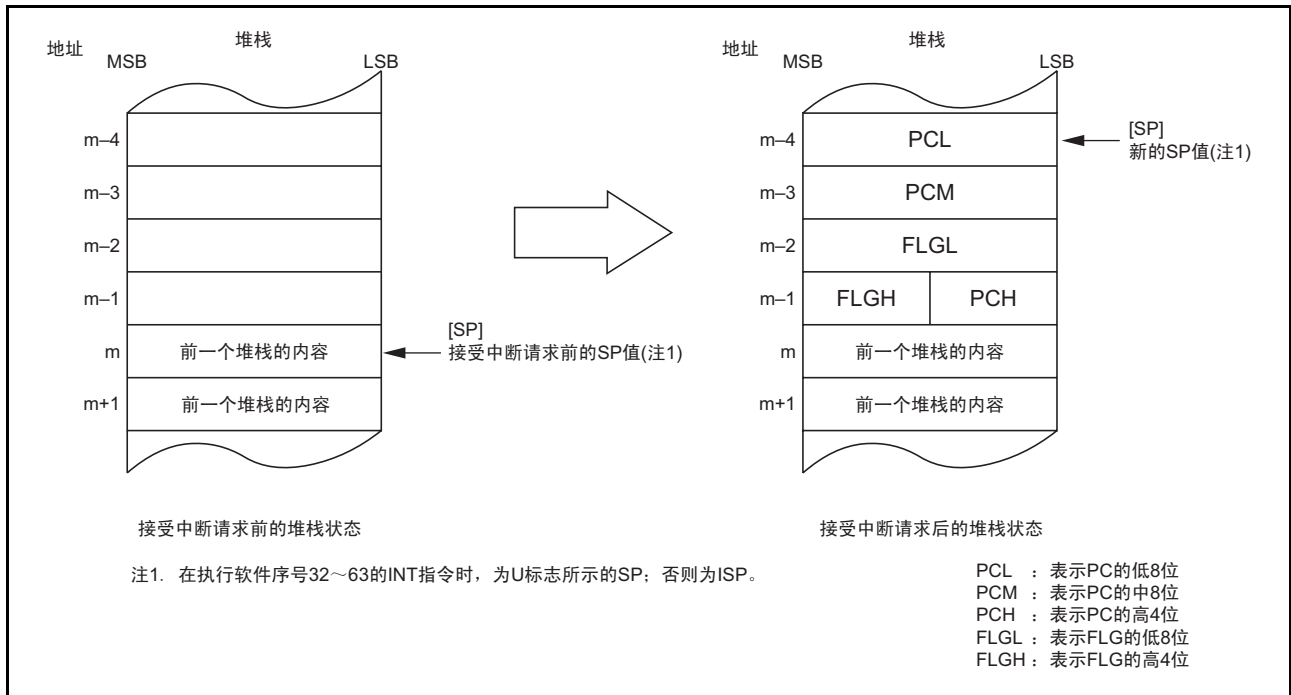 地址
堆栈
MSB
LSB
m–4
m–3
m–2
m–1
m
前一个堆栈的内容
m+1
前一个堆栈的内容
[SP]
接受中断请求前的SP值(注1)
接受中断请求前的堆栈状态
地址
堆栈
MSB
LSB
m–4
PCL
m–3
PCM
m–2
FLGL
m–1
FLGH
PCH
m
前一个堆栈的内容
m+1
前一个堆栈的内容
[SP]
新的SP值(注1)
接受中断请求后的堆栈状态
注1. 在执行软件序号32～63的INT指令时，为U标志所示的SP；否则为ISP。
PCL ：表示PC的低8位
PCM ：表示PC的中8位
PCH ：表示PC的高4位
FLGL ：表示FLG的低8位
FLGH ：表示FLG的高4位